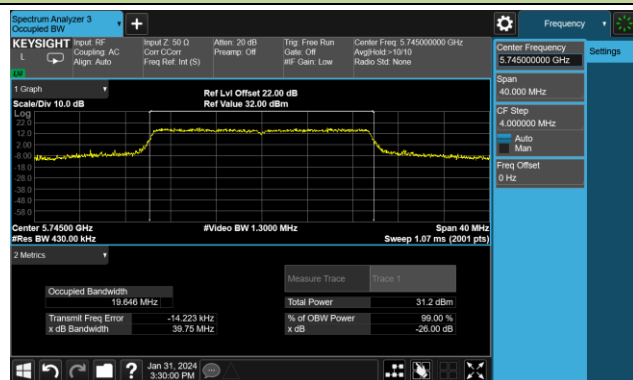 Spectrum Analyzer 3
Occupied BW
Frequency
KEYSIGHT Input: RF Input Z: 50 Ω Atten: 20 dB Trig: Free Run Center Freq: 5.745000000 GHz
L Coupling: AC Corr CCorr Preamp: Off Gate: Off Avg|Hold:>10/10
Align: Auto Freq Ref: Int (S) #IF Gain: Low Radio Std: None
LXI
Center Frequency
5.745000000 GHz
Settings
Span
40.000 MHz
CF Step
4.000000 MHz
Auto
Man
Freq Offset
0 Hz
1 Graph
Ref Lvl Offset 22.00 dB
Scale/Div 10.0 dB Ref Value 32.00 dBm
Log
22.0
12.0
2.00
-8.00
-18.0
-28.0
-38.0
-48.0
-58.0
Center 5.74500 GHz #Video BW 1.3000 MHz Span 40 MHz
#Res BW 430.00 kHz Sweep 1.07 ms (2001 pts)
2 Metrics
Measure Trace Trace 1
Occupied Bandwidth
19.646 MHz Total Power 31.2 dBm
Transmit Freq Error -14.223 kHz % of OBW Power 99.00 %
x dB Bandwidth 39.75 MHz x dB -26.00 dB
? Jan 31, 2024
3:30:00 PM